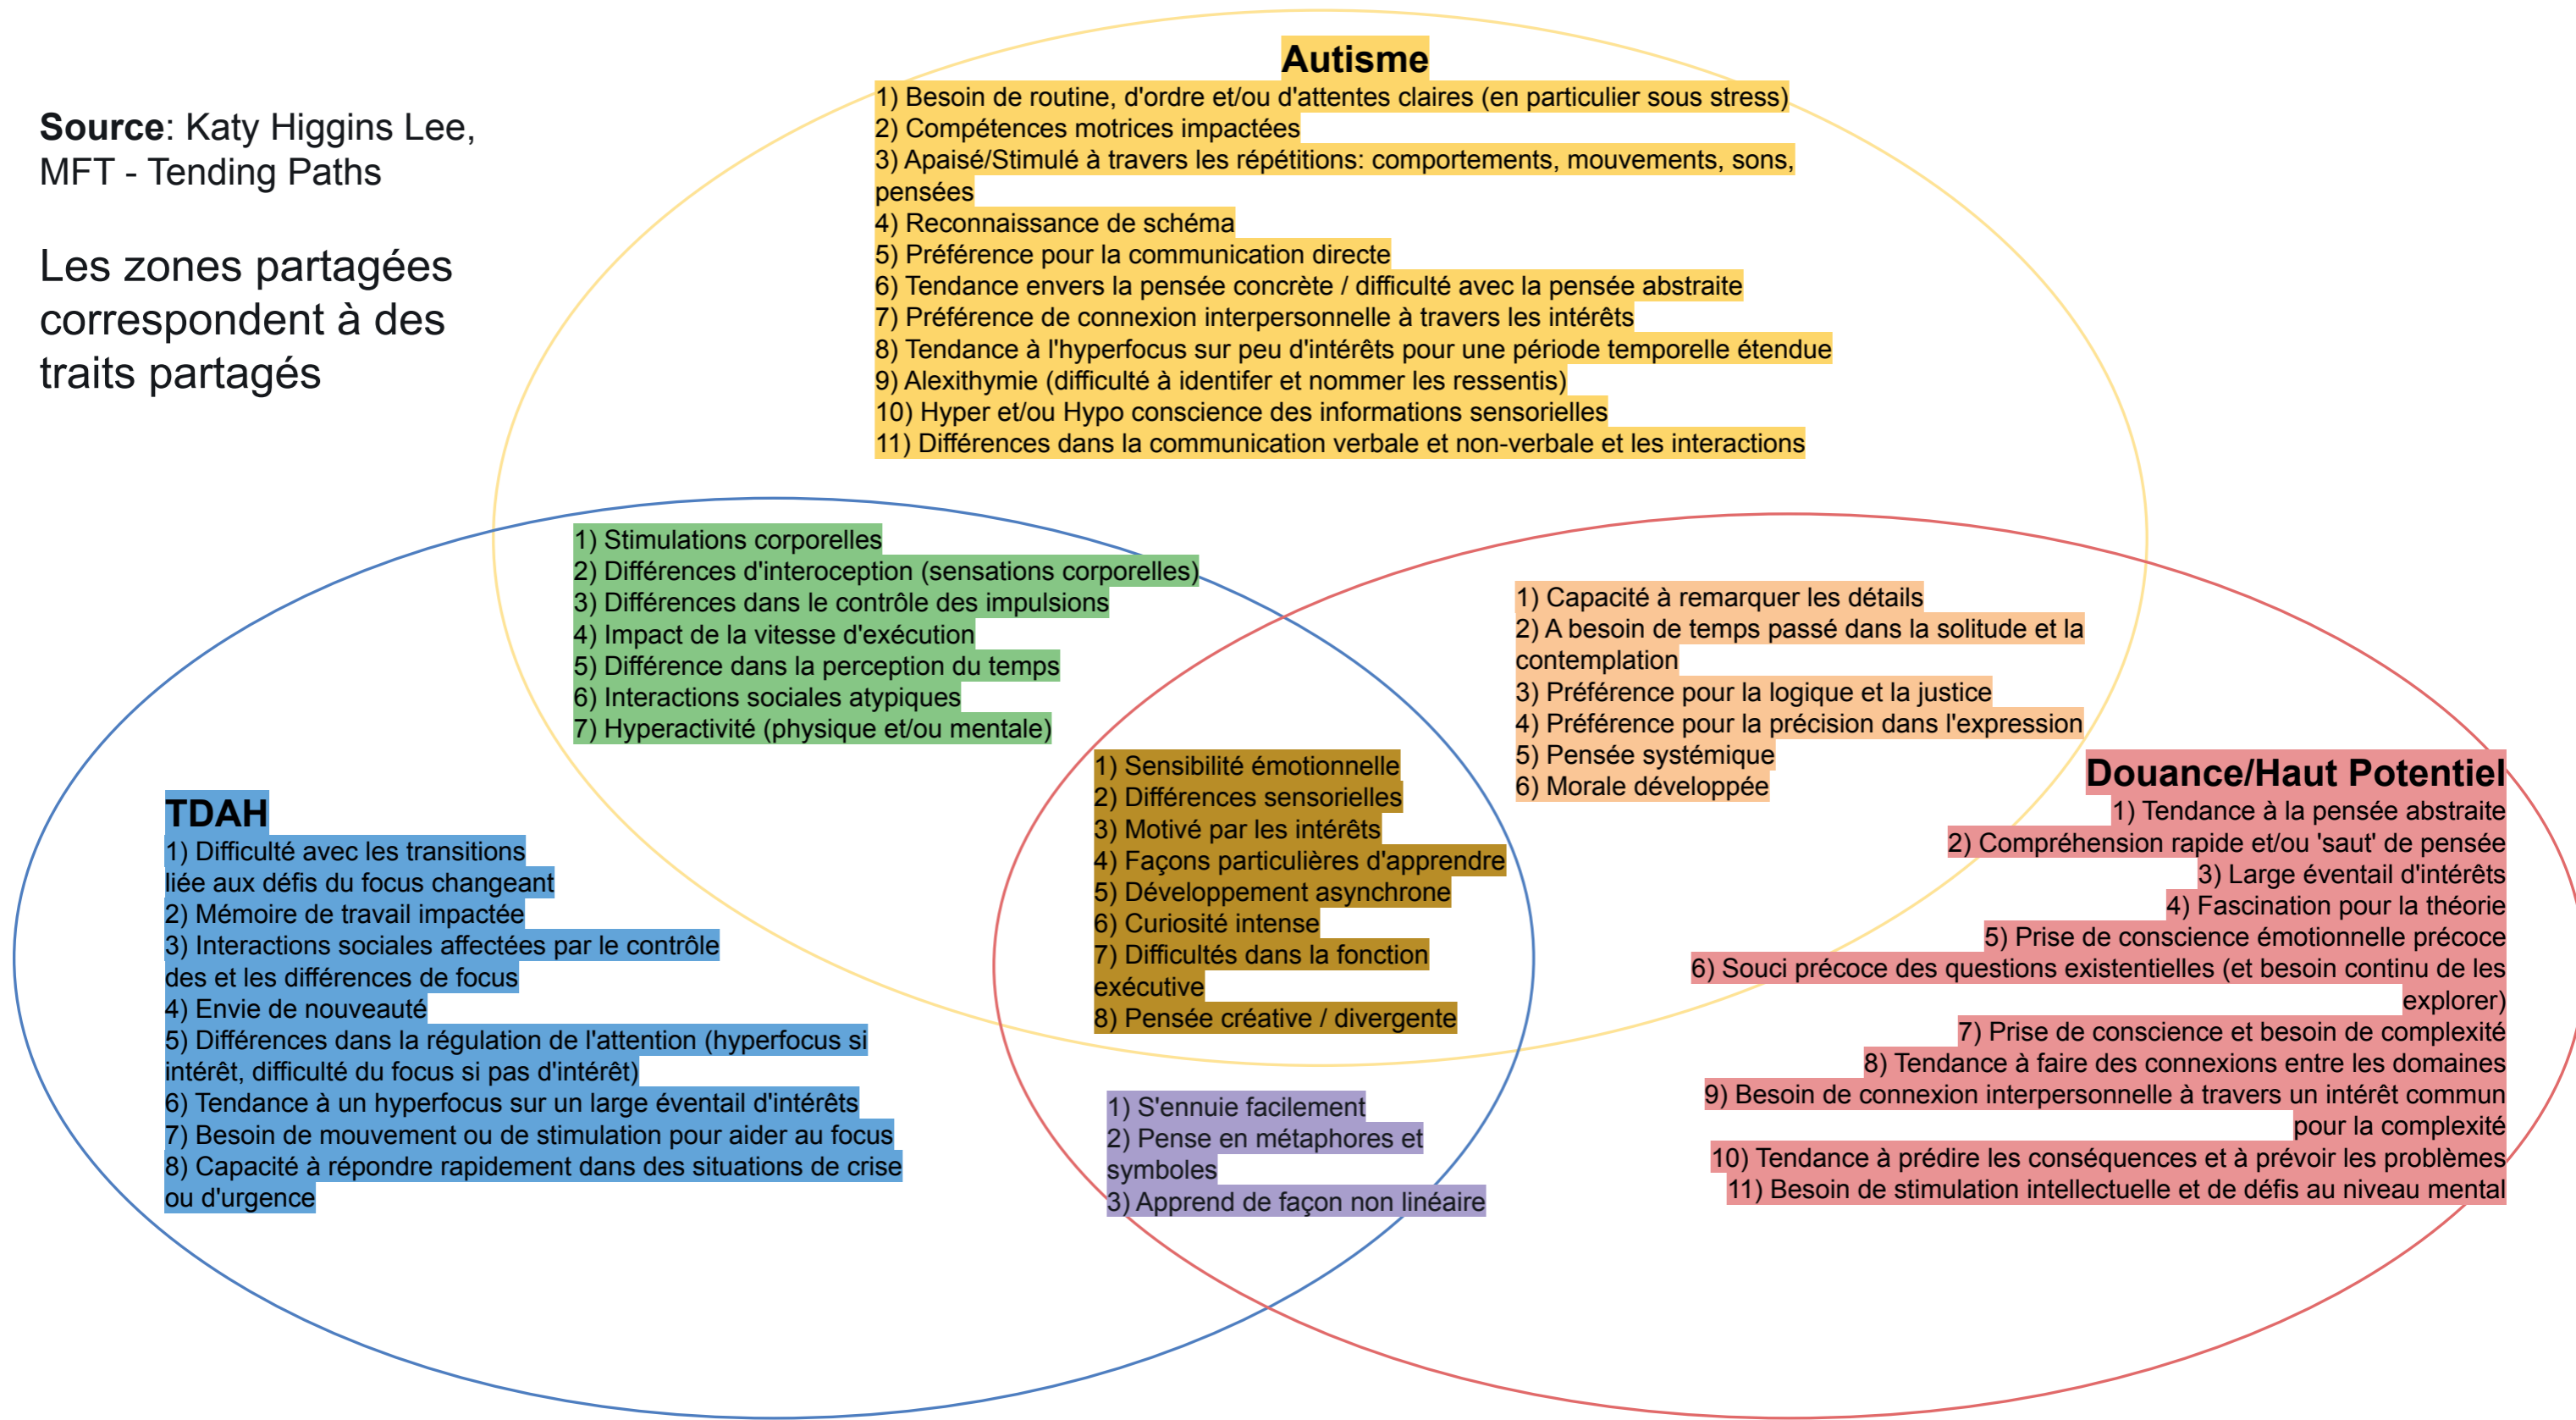 Source: Katy Higgins Lee,
MFT - Tending Paths
Les zones partagées
correspondent à des
traits partagés
Autisme
1) Besoin de routine, d'ordre et/ou d'attentes claires (en particulier sous stress)
2) Compétences motrices impactées
3) Apaisé/Stimulé à travers les répétitions: comportements, mouvements, sons,
pensées
4) Reconnaissance de schéma
5) Préférence pour la communication directe
6) Tendance envers la pensée concrète / difficulté avec la pensée abstraite
7) Préférence de connexion interpersonnelle à travers les intérêts
8) Tendance à l'hyperfocus sur peu d'intérêts pour une période temporelle étendue
9) Alexithymie (difficulté à identifer et nommer les ressentis)
10) Hyper et/ou Hypo conscience des informations sensorielles
11) Différences dans la communication verbale et non-verbale et les interactions
1) Stimulations corporelles
2) Différences d'interoception (sensations corporelles)
3) Différences dans le contrôle des impulsions
4) Impact de la vitesse d'exécution
5) Différence dans la perception du temps
6) Interactions sociales atypiques
7) Hyperactivité (physique et/ou mentale)
1) Capacité à remarquer les détails
2) A besoin de temps passé dans la solitude et la
contemplation
3) Préférence pour la logique et la justice
4) Préférence pour la précision dans l'expression
5) Pensée systémique
6) Morale développée
1) Sensibilité émotionnelle
2) Différences sensorielles
3) Motivé par les intérêts
4) Façons particulières d'apprendre
5) Développement asynchrone
6) Curiosité intense
7) Difficultés dans la fonction
exécutive
8) Pensée créative / divergente
TDAH
1) Difficulté avec les transitions
liée aux défis du focus changeant
2) Mémoire de travail impactée
3) Interactions sociales affectées par le contrôle
des et les différences de focus
4) Envie de nouveauté
5) Différences dans la régulation de l'attention (hyperfocus si
intérêt, difficulté du focus si pas d'intérêt)
6) Tendance à un hyperfocus sur un large éventail d'intérêts
7) Besoin de mouvement ou de stimulation pour aider au focus
8) Capacité à répondre rapidement dans des situations de crise
ou d'urgence
1) S'ennuie facilement
2) Pense en métaphores et
symboles
3) Apprend de façon non linéaire
Douance/Haut Potentiel
1) Tendance à la pensée abstraite
2) Compréhension rapide et/ou 'saut' de pensée
3) Large éventail d'intérêts
4) Fascination pour la théorie
5) Prise de conscience émotionnelle précoce
6) Souci précoce des questions existentielles (et besoin continu de les
explorer)
7) Prise de conscience et besoin de complexité
8) Tendance à faire des connexions entre les domaines
9) Besoin de connexion interpersonnelle à travers un intérêt commun
pour la complexité
10) Tendance à prédire les conséquences et à prévoir les problèmes
11) Besoin de stimulation intellectuelle et de défis au niveau mental